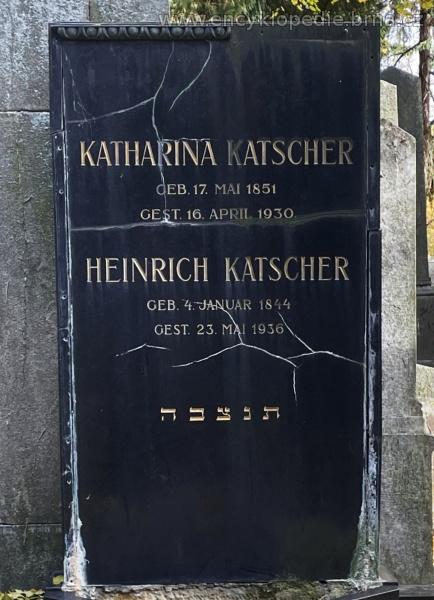 www.encyklopedie.brna.cz
KATHARINA KATSCHER
GEB. 17. MAI 1851
GEST. 16. APRIL 1930.
HEINRICH KATSCHER
GEB. 4. JANUAR 1844
GEST. 23. MAI 1936
תנצבה